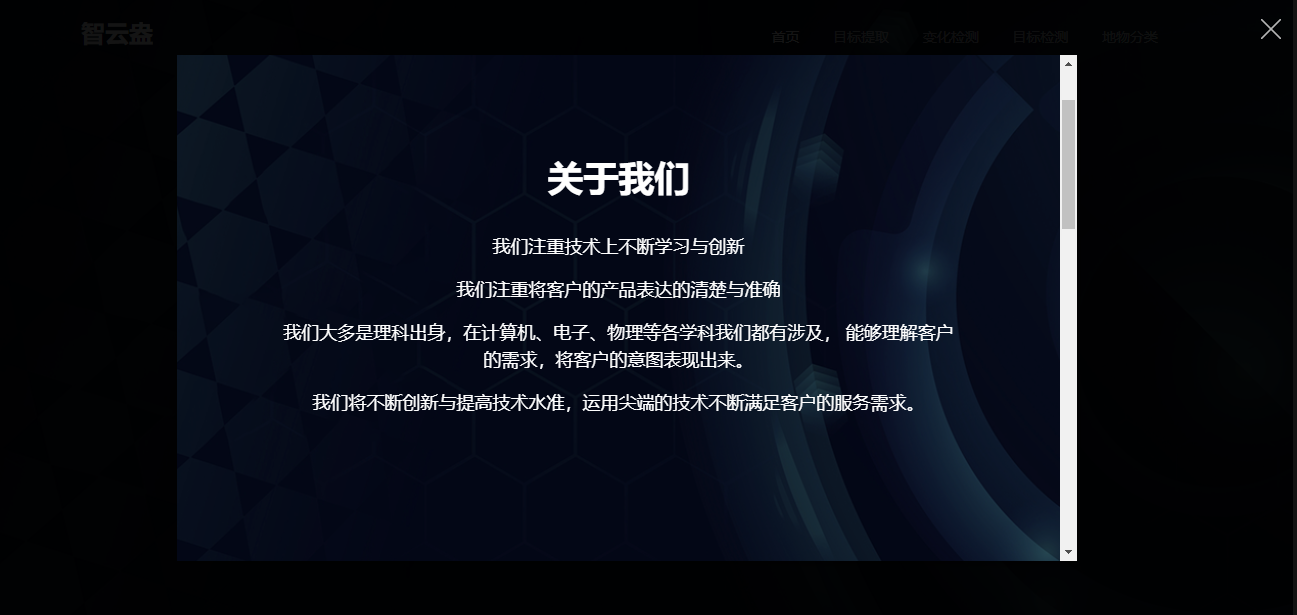 智云盎
首页 目标提取 变化检测 目标检测 地物分类
关于我们
我们注重技术上不断学习与创新
我们注重将客户的产品表达的清楚与准确
我们大多是理科出身，在计算机、电子、物理等各学科我们都有涉及， 能够理解客户
的需求，将客户的意图表现出来。
我们将不断创新与提高技术水准，运用尖端的技术不断满足客户的服务需求。